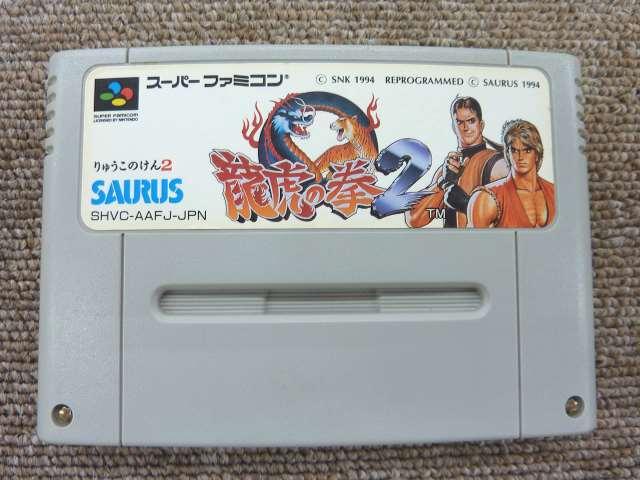 スーパーファミコン®
© SNK 1994 REPROGRAMMED © SAURUS 1994
SUPER FAMICOM
LICENSED BY NINTENDO
りゅうこのけん2
龍虎の拳2
TM
SAURUS
SHVC-AAFJ-JPN